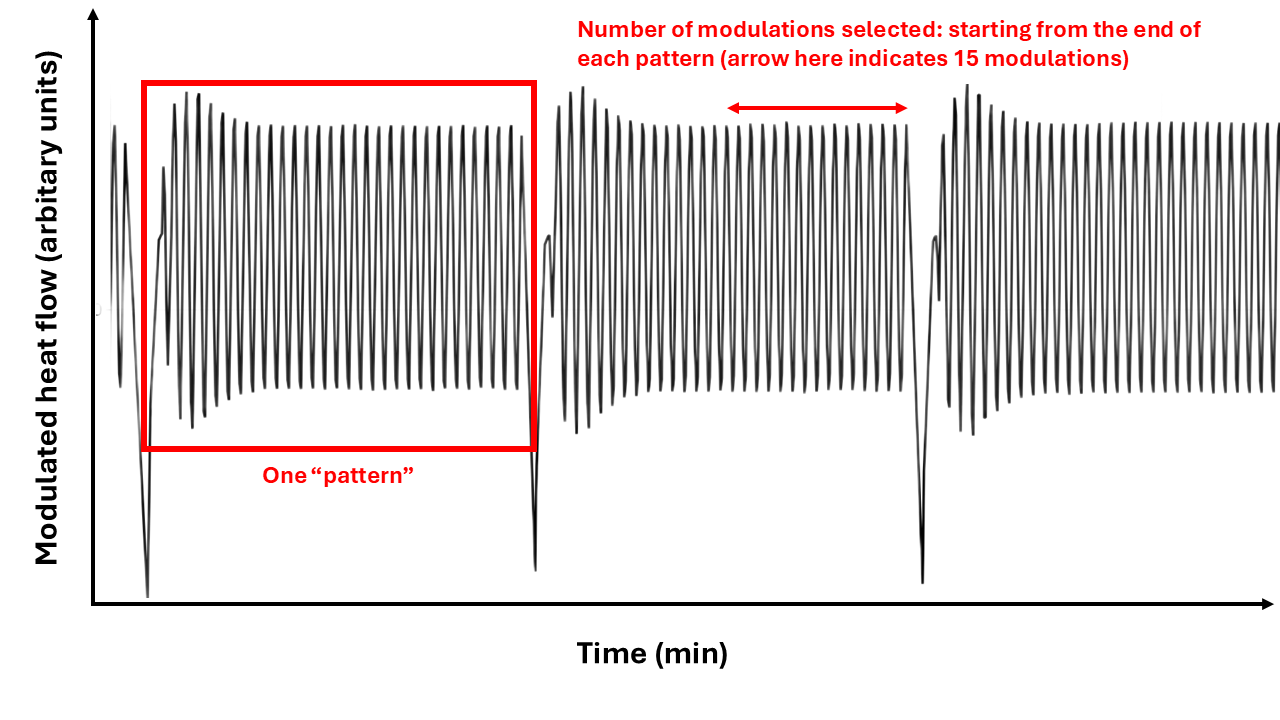 Number of modulations selected: starting from the end of
each pattern (arrow here indicates 15 modulations)
Modulated heat flow (arbitary units)
One “pattern”
Time (min)